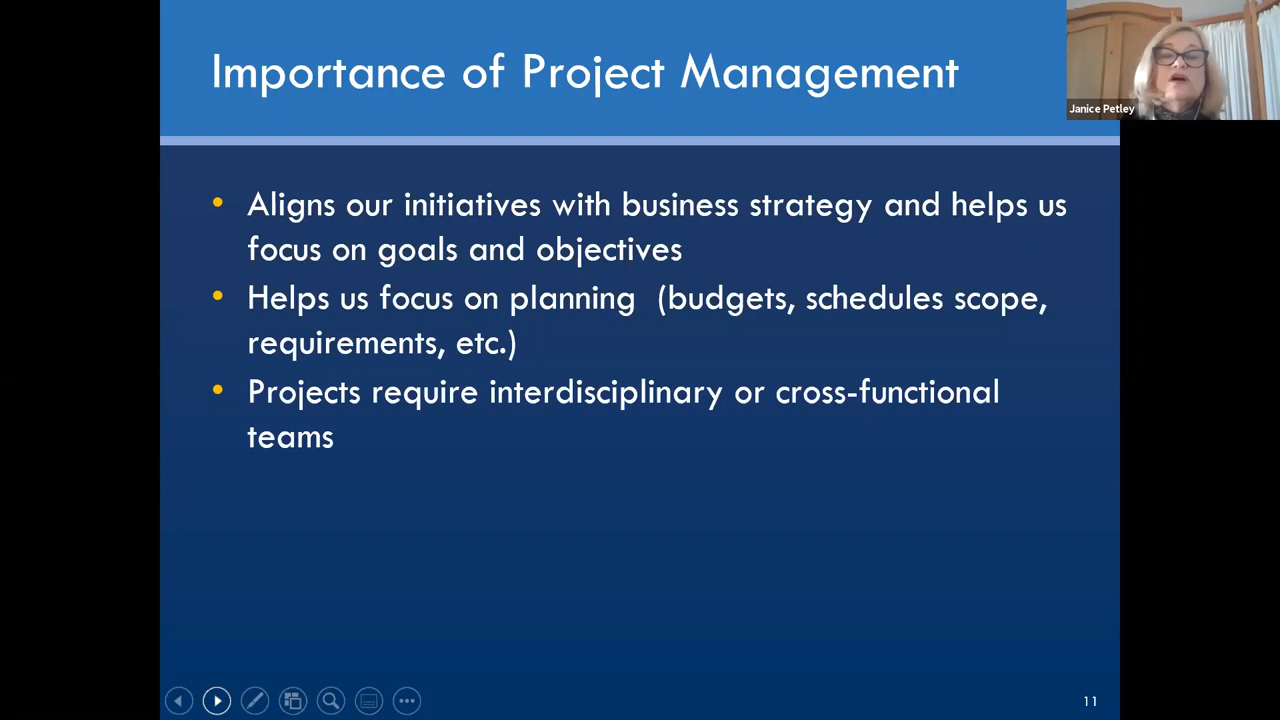 Importance of Project Management
Janice Petley
• Aligns our initiatives with business strategy and helps us
focus on goals and objectives
• Helps us focus on planning  (budgets, schedules scope,
requirements, etc.)
• Projects require interdisciplinary or cross-functional
teams
11